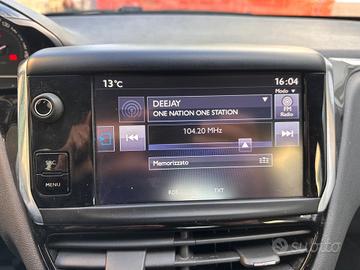 13°C
16:04
Modo
DEEJAY
ONE NATION ONE STATION
FM
Radio
104.20 MHz
Memorizzato
SRC
MENU
RDS
TXT
subito